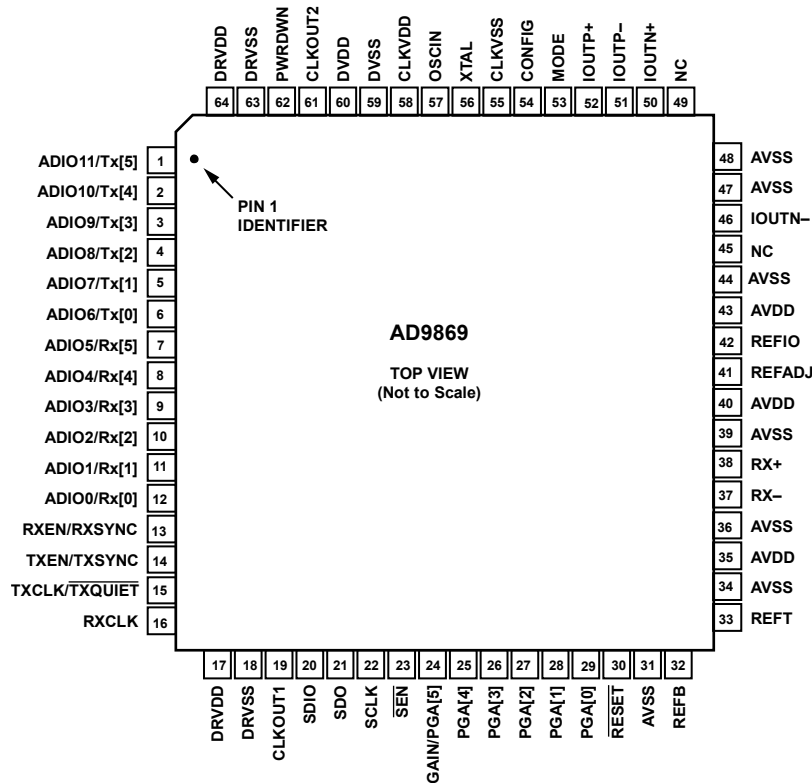 DRVDD
DRVSS
PWRDWN
CLKOUT2
DVDD
DVSS
CLKVDD
OSCIN
XTAL
CLKVSS
CONFIG
MODE
IOUTP+
IOUTP–
IOUTN+
NC
64 63 62 61 60 59 58 57 56 55 54 53 52 51 50 49
ADIO11/Tx[5] 1
ADIO10/Tx[4] 2
ADIO9/Tx[3] 3
ADIO8/Tx[2] 4
ADIO7/Tx[1] 5
ADIO6/Tx[0] 6
ADIO5/Rx[5] 7
ADIO4/Rx[4] 8
ADIO3/Rx[3] 9
ADIO2/Rx[2] 10
ADIO1/Rx[1] 11
ADIO0/Rx[0] 12
RXEN/RXSYNC 13
TXEN/TXSYNC 14
TXCLK/TXQUIET 15
RXCLK 16
PIN 1
IDENTIFIER
AD9869
TOP VIEW
(Not to Scale)
48 AVSS
47 AVSS
46 IOUTN–
45 NC
44 AVSS
43 AVDD
42 REFIO
41 REFADJ
40 AVDD
39 AVSS
38 RX+
37 RX–
36 AVSS
35 AVDD
34 AVSS
33 REFT
17 18 19 20 21 22 23 24 25 26 27 28 29 30 31 32
DRVDD
DRVSS
CLKOUT1
SDIO
SDO
SCLK
SEN
GAIN/PGA[5]
PGA[4]
PGA[3]
PGA[2]
PGA[1]
PGA[0]
RESET
AVSS
REFB